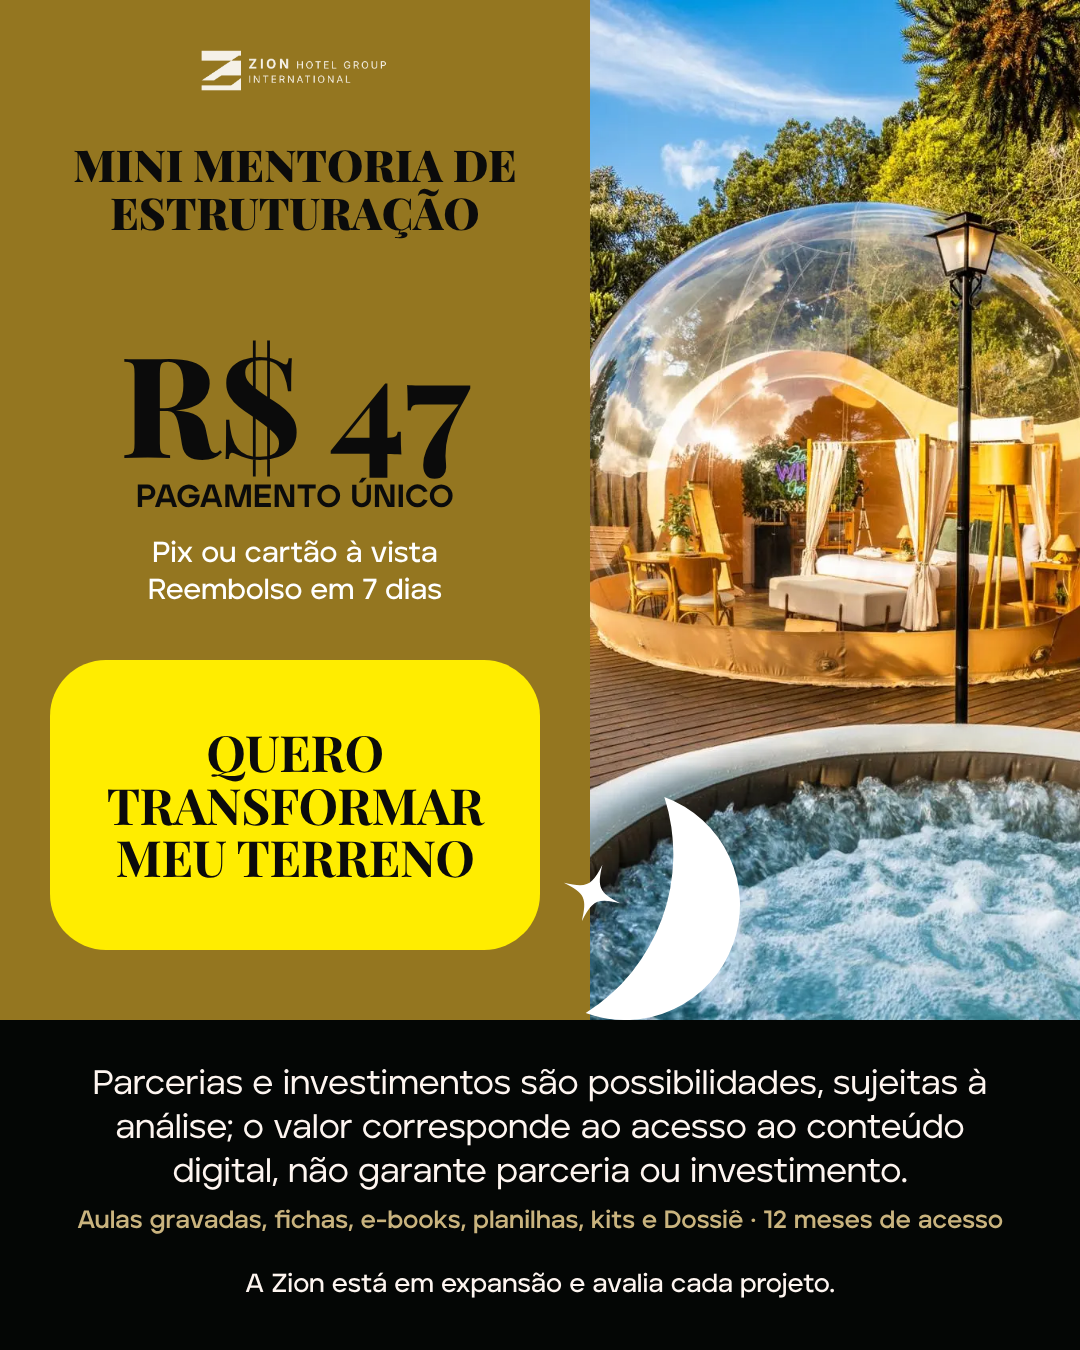 ZION HOTEL GROUP
INTERNATIONAL
MINI MENTORIA DE
ESTRUTURAÇÃO
R$ 47
PAGAMENTO ÚNICO
Pix ou cartão à vista
Reembolso em 7 dias
QUERO
TRANSFORMAR
MEU TERRENO
Parcerias e investimentos são possibilidades, sujeitas à
análise; o valor corresponde ao acesso ao conteúdo
digital, não garante parceria ou investimento.
Aulas gravadas, fichas, e-books, planilhas, kits e Dossiê · 12 meses de acesso
A Zion está em expansão e avalia cada projeto.